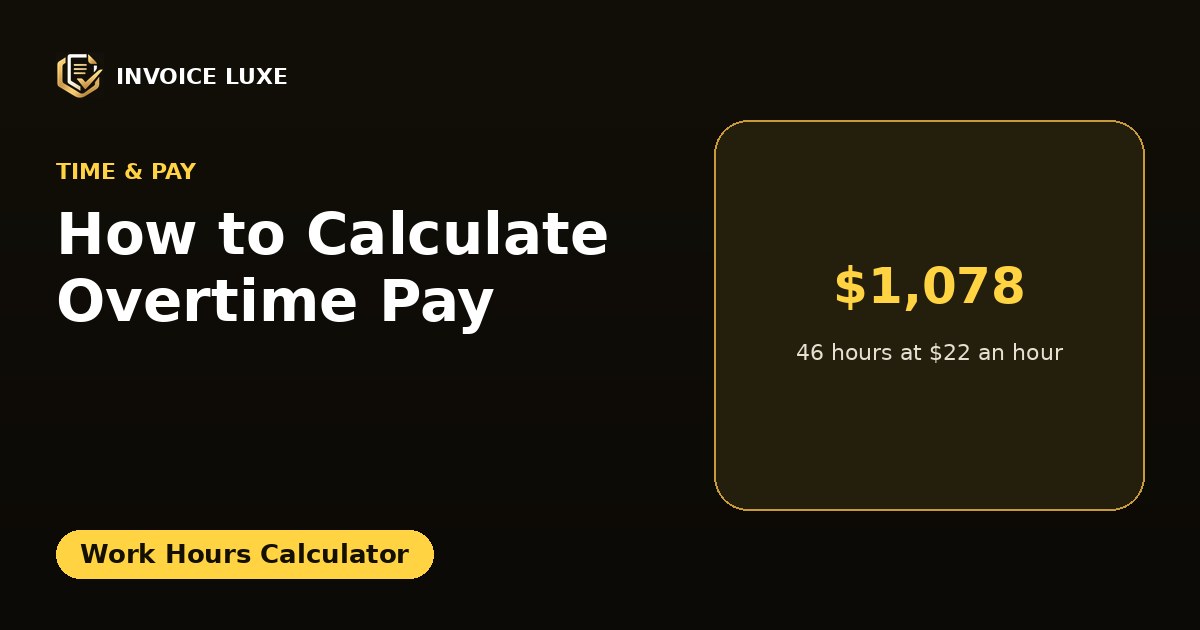 INVOICE LUXE
TIME & PAY
How to Calculate
Overtime Pay
$1,078
46 hours at $22 an hour
Work Hours Calculator